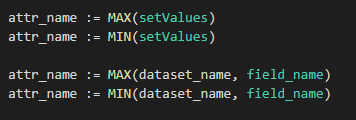 attr_name := MAX(setValues)
attr_name := MIN(setValues)
attr_name := MAX(dataset_name, field_name)
attr_name := MIN(dataset_name, field_name)